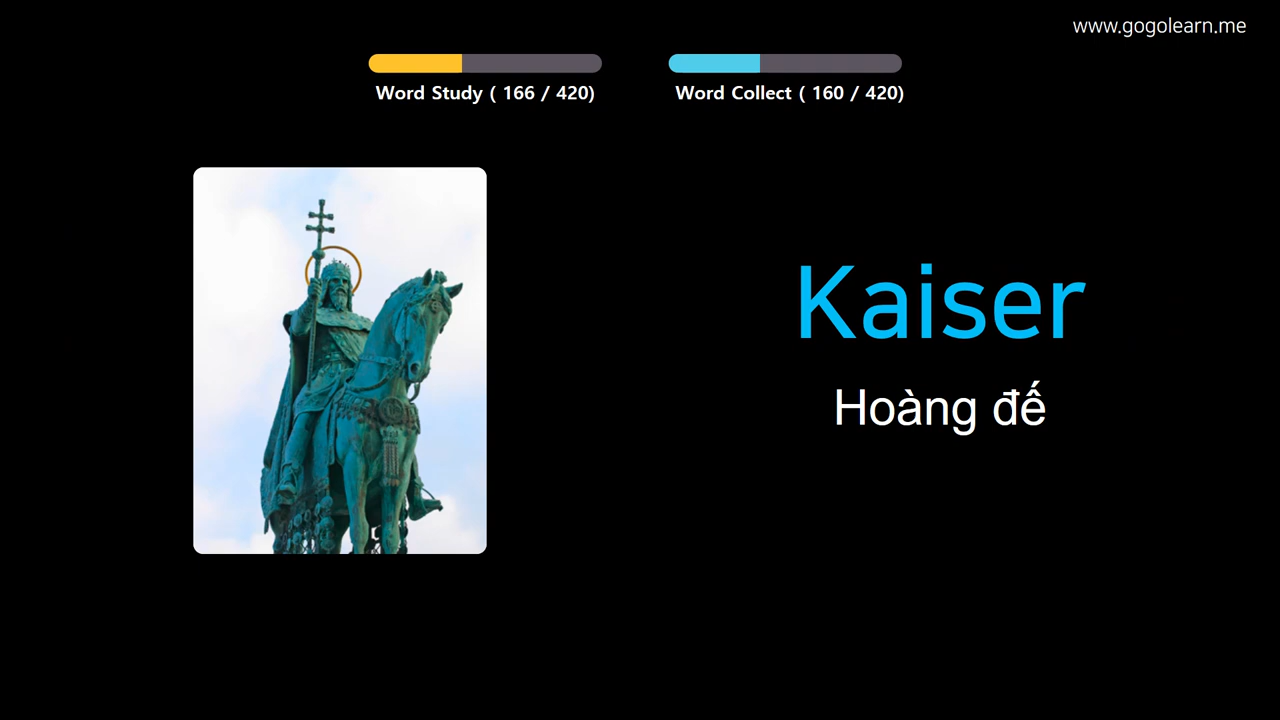 www.gogolearn.me
Word Study ( 166 / 420)
Word Collect ( 160 / 420)
Kaiser
Hoàng đế